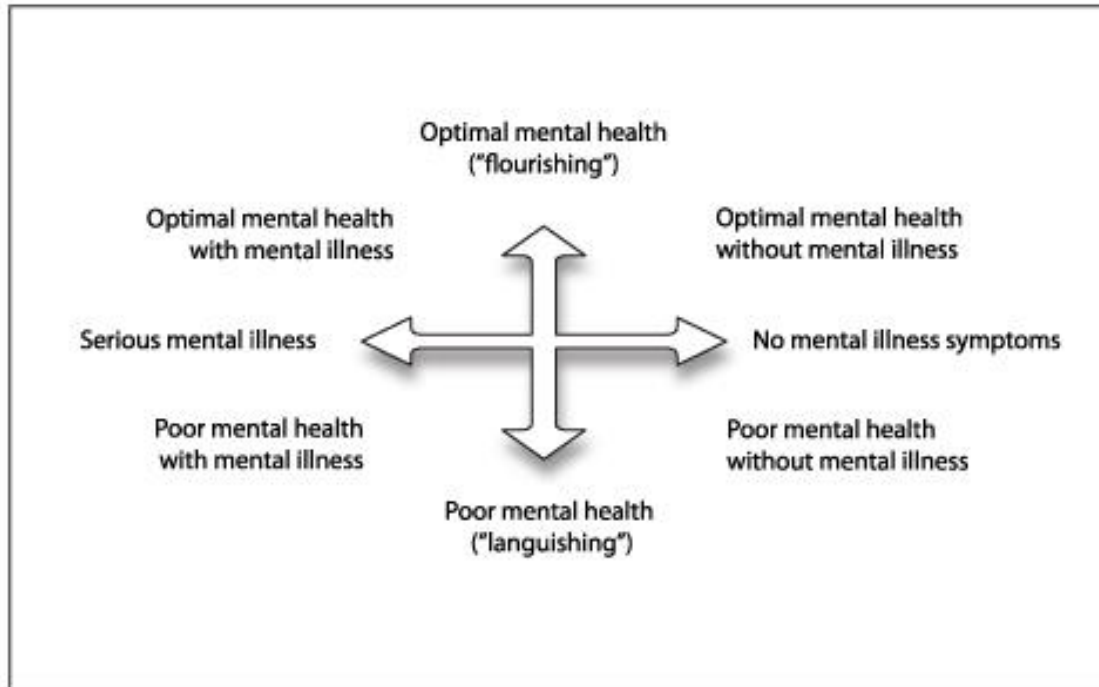 Optimal mental health
("flourishing")
Optimal mental health
with mental illness
Optimal mental health
without mental illness
Serious mental illness
No mental illness symptoms
Poor mental health
with mental illness
Poor mental health
without mental illness
Poor mental health
("languishing")